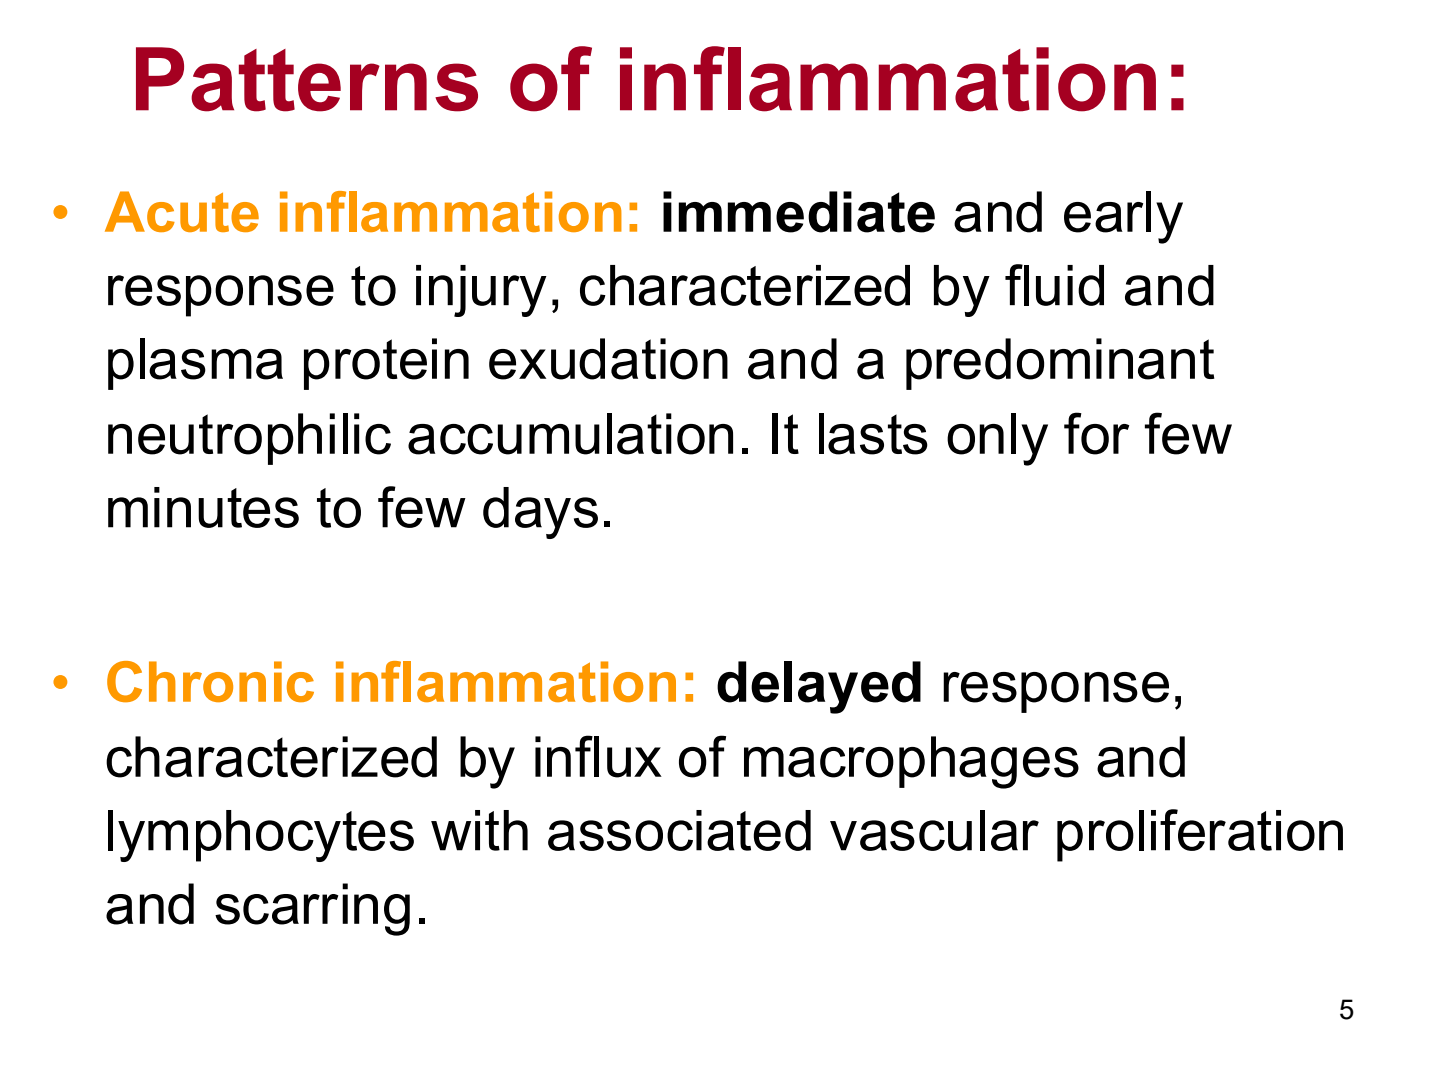 Patterns of inflammation:
• Acute inflammation: immediate and early
response to injury, characterized by fluid and
plasma protein exudation and a predominant
neutrophilic accumulation. It lasts only for few
minutes to few days.
• Chronic inflammation: delayed response,
characterized by influx of macrophages and
lymphocytes with associated vascular proliferation
and scarring.
5